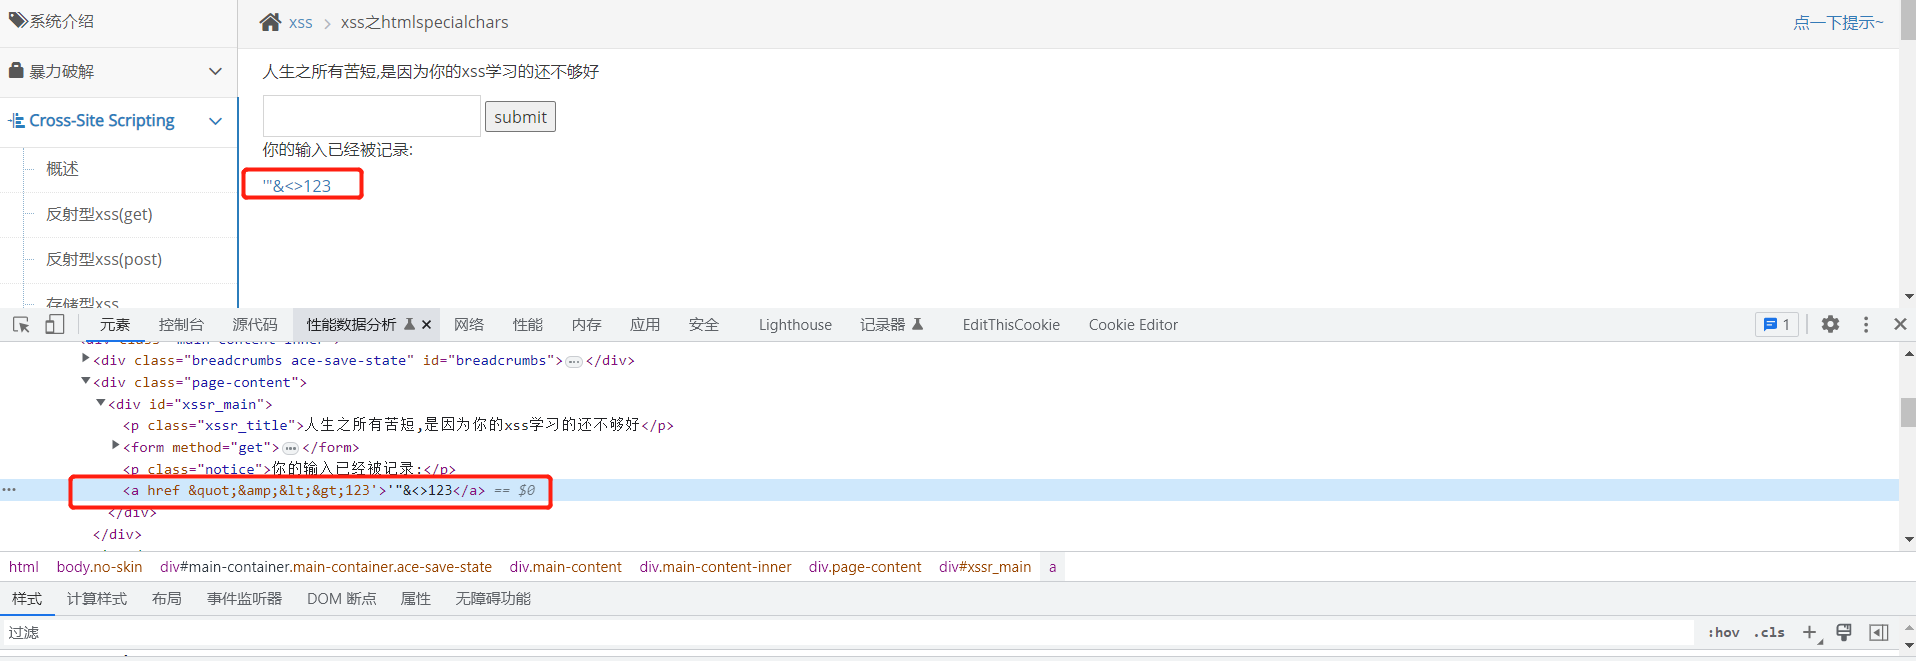 系统介绍
xss
xss之htmlspecialchars
点一下提示~
暴力破解
人生之所有苦短,是因为你的xss学习的还不够好
Cross-Site Scripting
submit
你的输入已经被记录:
概述
'"&<>123
反射型xss(get)
反射型xss(post)
存储型xss
元素 控制台 源代码 性能数据分析 网络 性能 内存 应用 安全 Lighthouse 记录器 EditThisCookie Cookie Editor 1
<div class="main-content-inner">
<div class="breadcrumbs ace-save-state" id="breadcrumbs">…</div>
<div class="page-content">
<div id="xssr_main">
<p class="xssr_title">人生之所有苦短,是因为你的xss学习的还不够好</p>
<form method="get">…</form>
<p class="notice">你的输入已经被记录:</p>
… <a href &quot;&amp;&lt;&gt;123'>'"&<>123</a> == $0
</div>
</div>
html body.no-skin div#main-container.main-container.ace-save-state div.main-content div.main-content-inner div.page-content div#xssr_main a
样式 计算样式 布局 事件监听器 DOM 断点 属性 无障碍功能
过滤 :hov .cls